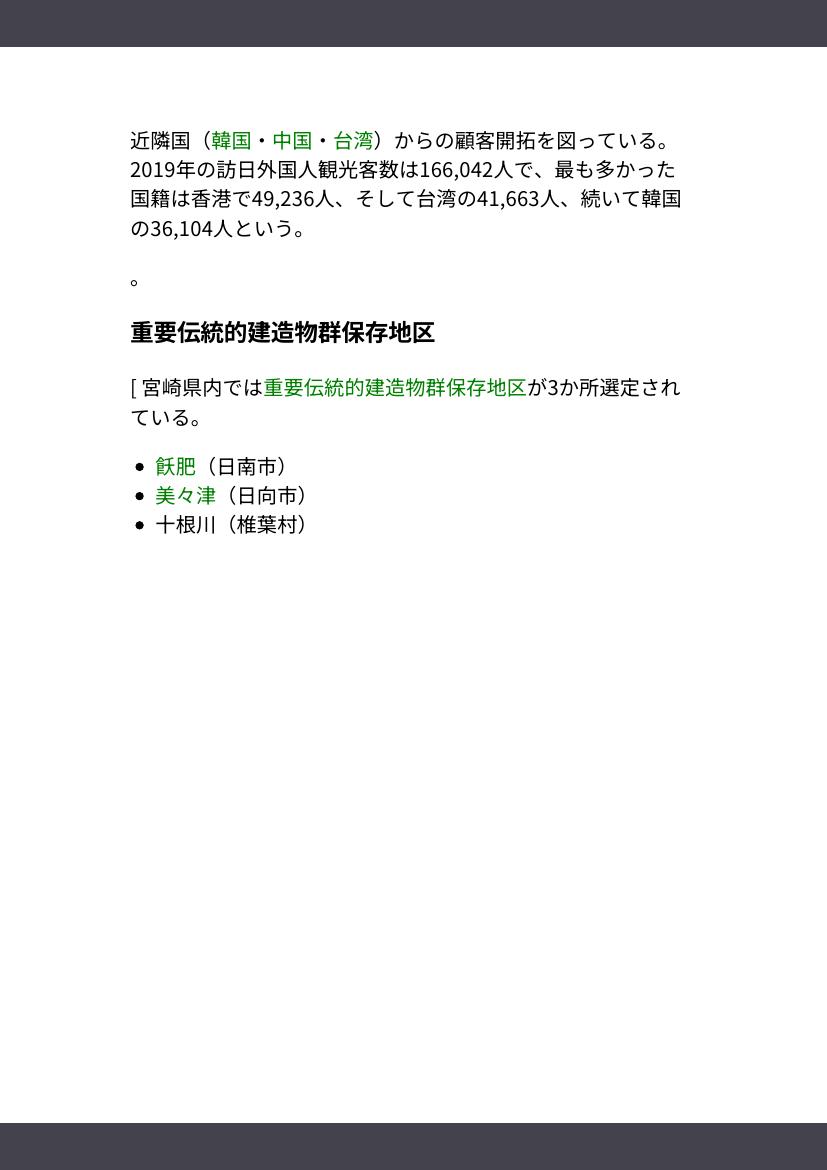 近隣国（韓国・中国・台湾）からの顧客開拓を図っている。
2019年の訪日外国人観光客数は166,042人で、最も多かった
国籍は香港で49,236人、そして台湾の41,663人、続いて韓国
の36,104人という。
。
重要伝統的建造物群保存地区
[ 宮崎県内では重要伝統的建造物群保存地区が3か所選定され
ている。
• 飫肥（日南市）
• 美々津（日向市）
• 十根川（椎葉村）